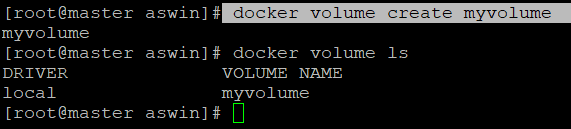 [root@master aswin]# docker volume create myvolume
myvolume
[root@master aswin]# docker volume ls
DRIVER              VOLUME NAME
local               myvolume
[root@master aswin]#